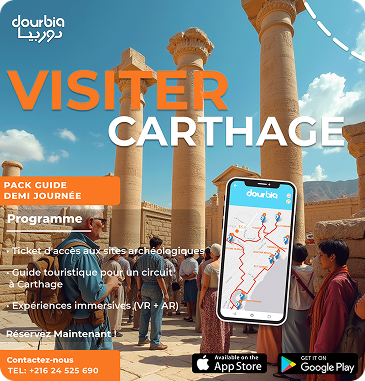 dourbia
دوربيا
VISITER
CARTHAGE
PACK GUIDE
DEMI JOURNÉE
Programme
• Ticket d'accès aux sites archéologiques
• Guide touristique pour un circuit
à Carthage
• Expériences immersives (VR + AR)
Réservez Maintenant !
Contactez-nous
TEL: +216 24 525 690
dourbia
Available on the
App Store
GET IT ON
Google Play